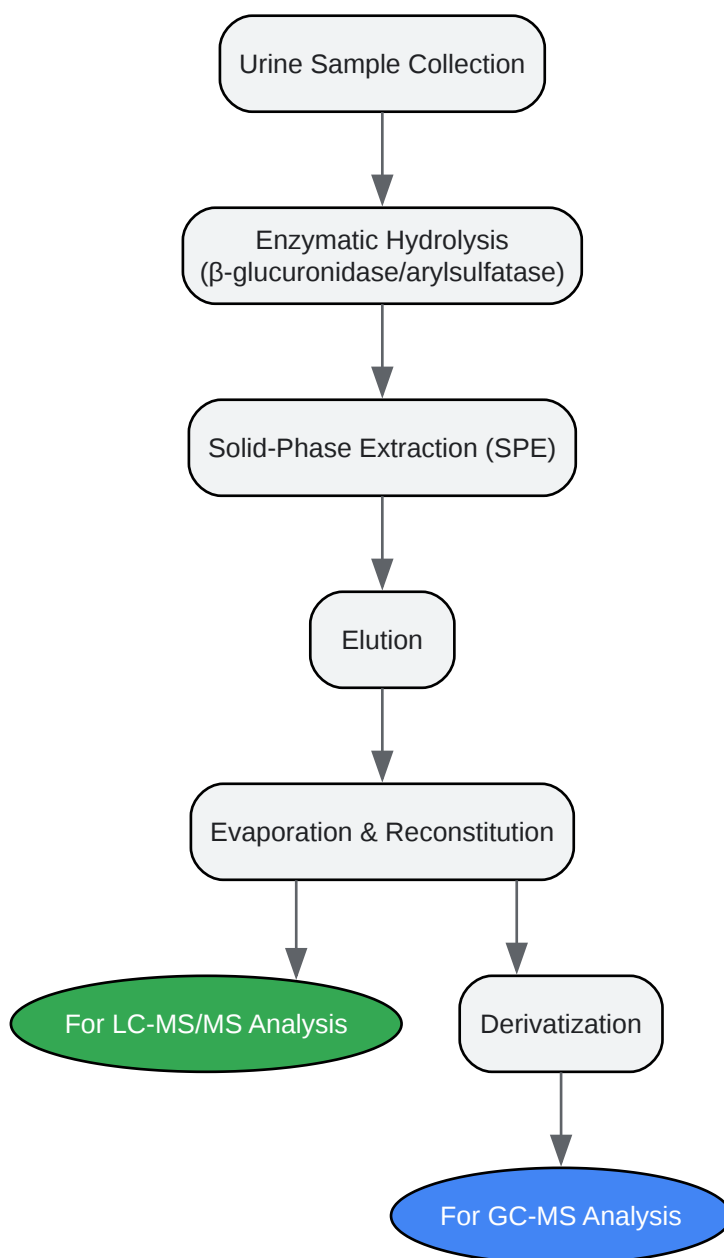 Urine Sample Collection
Enzymatic Hydrolysis
(β-glucuronidase/arylsulfatase)
Solid-Phase Extraction (SPE)
Elution
Evaporation & Reconstitution
For LC-MS/MS Analysis
Derivatization
For GC-MS Analysis